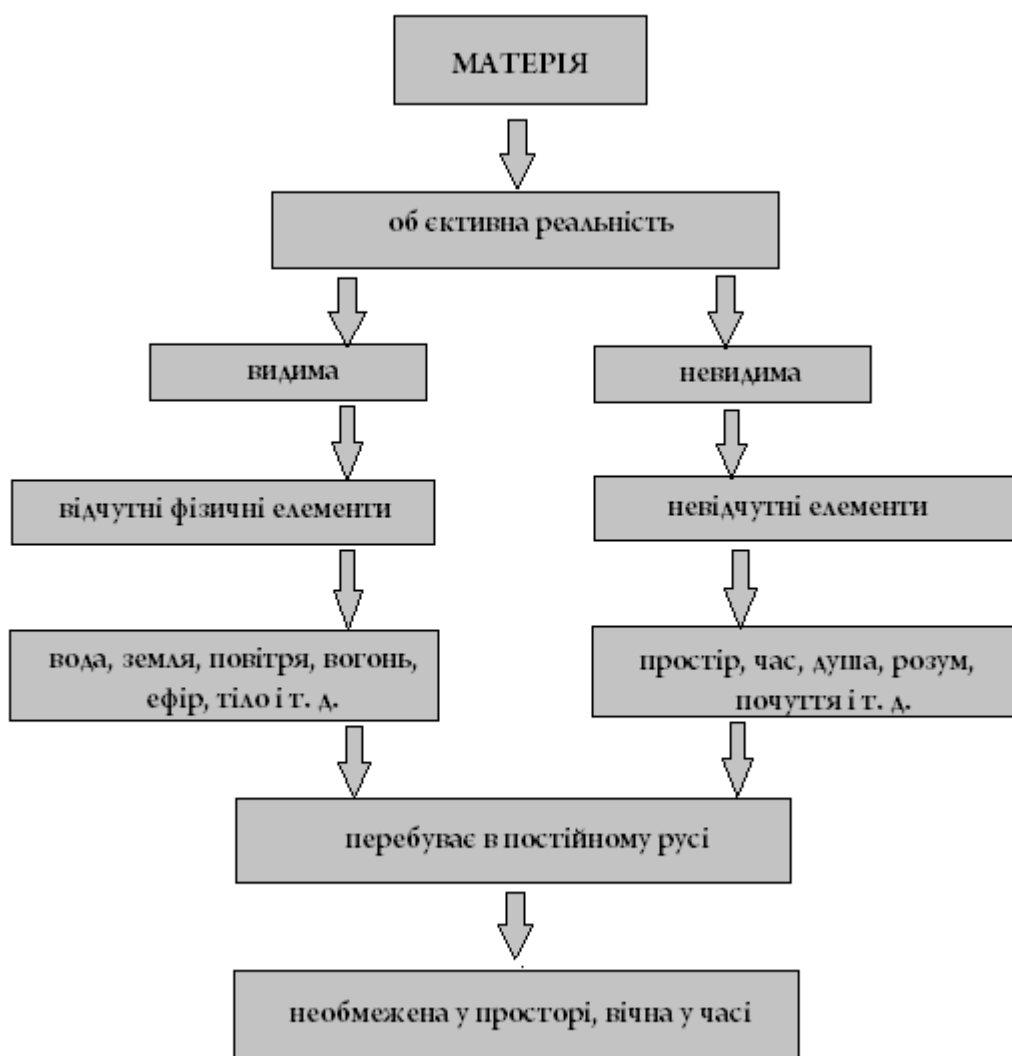 МАТЕРІЯ
об єктивна реальність
видима
невидима
відчутні фізичні елементи
невідчутні елементи
вода, земля, повітря, вогонь,
ефір, тіло і т. д.
простір, час, душа, розум,
почуття і т. д.
перебуває в постійному русі
необмежена у просторі, вічна у часі